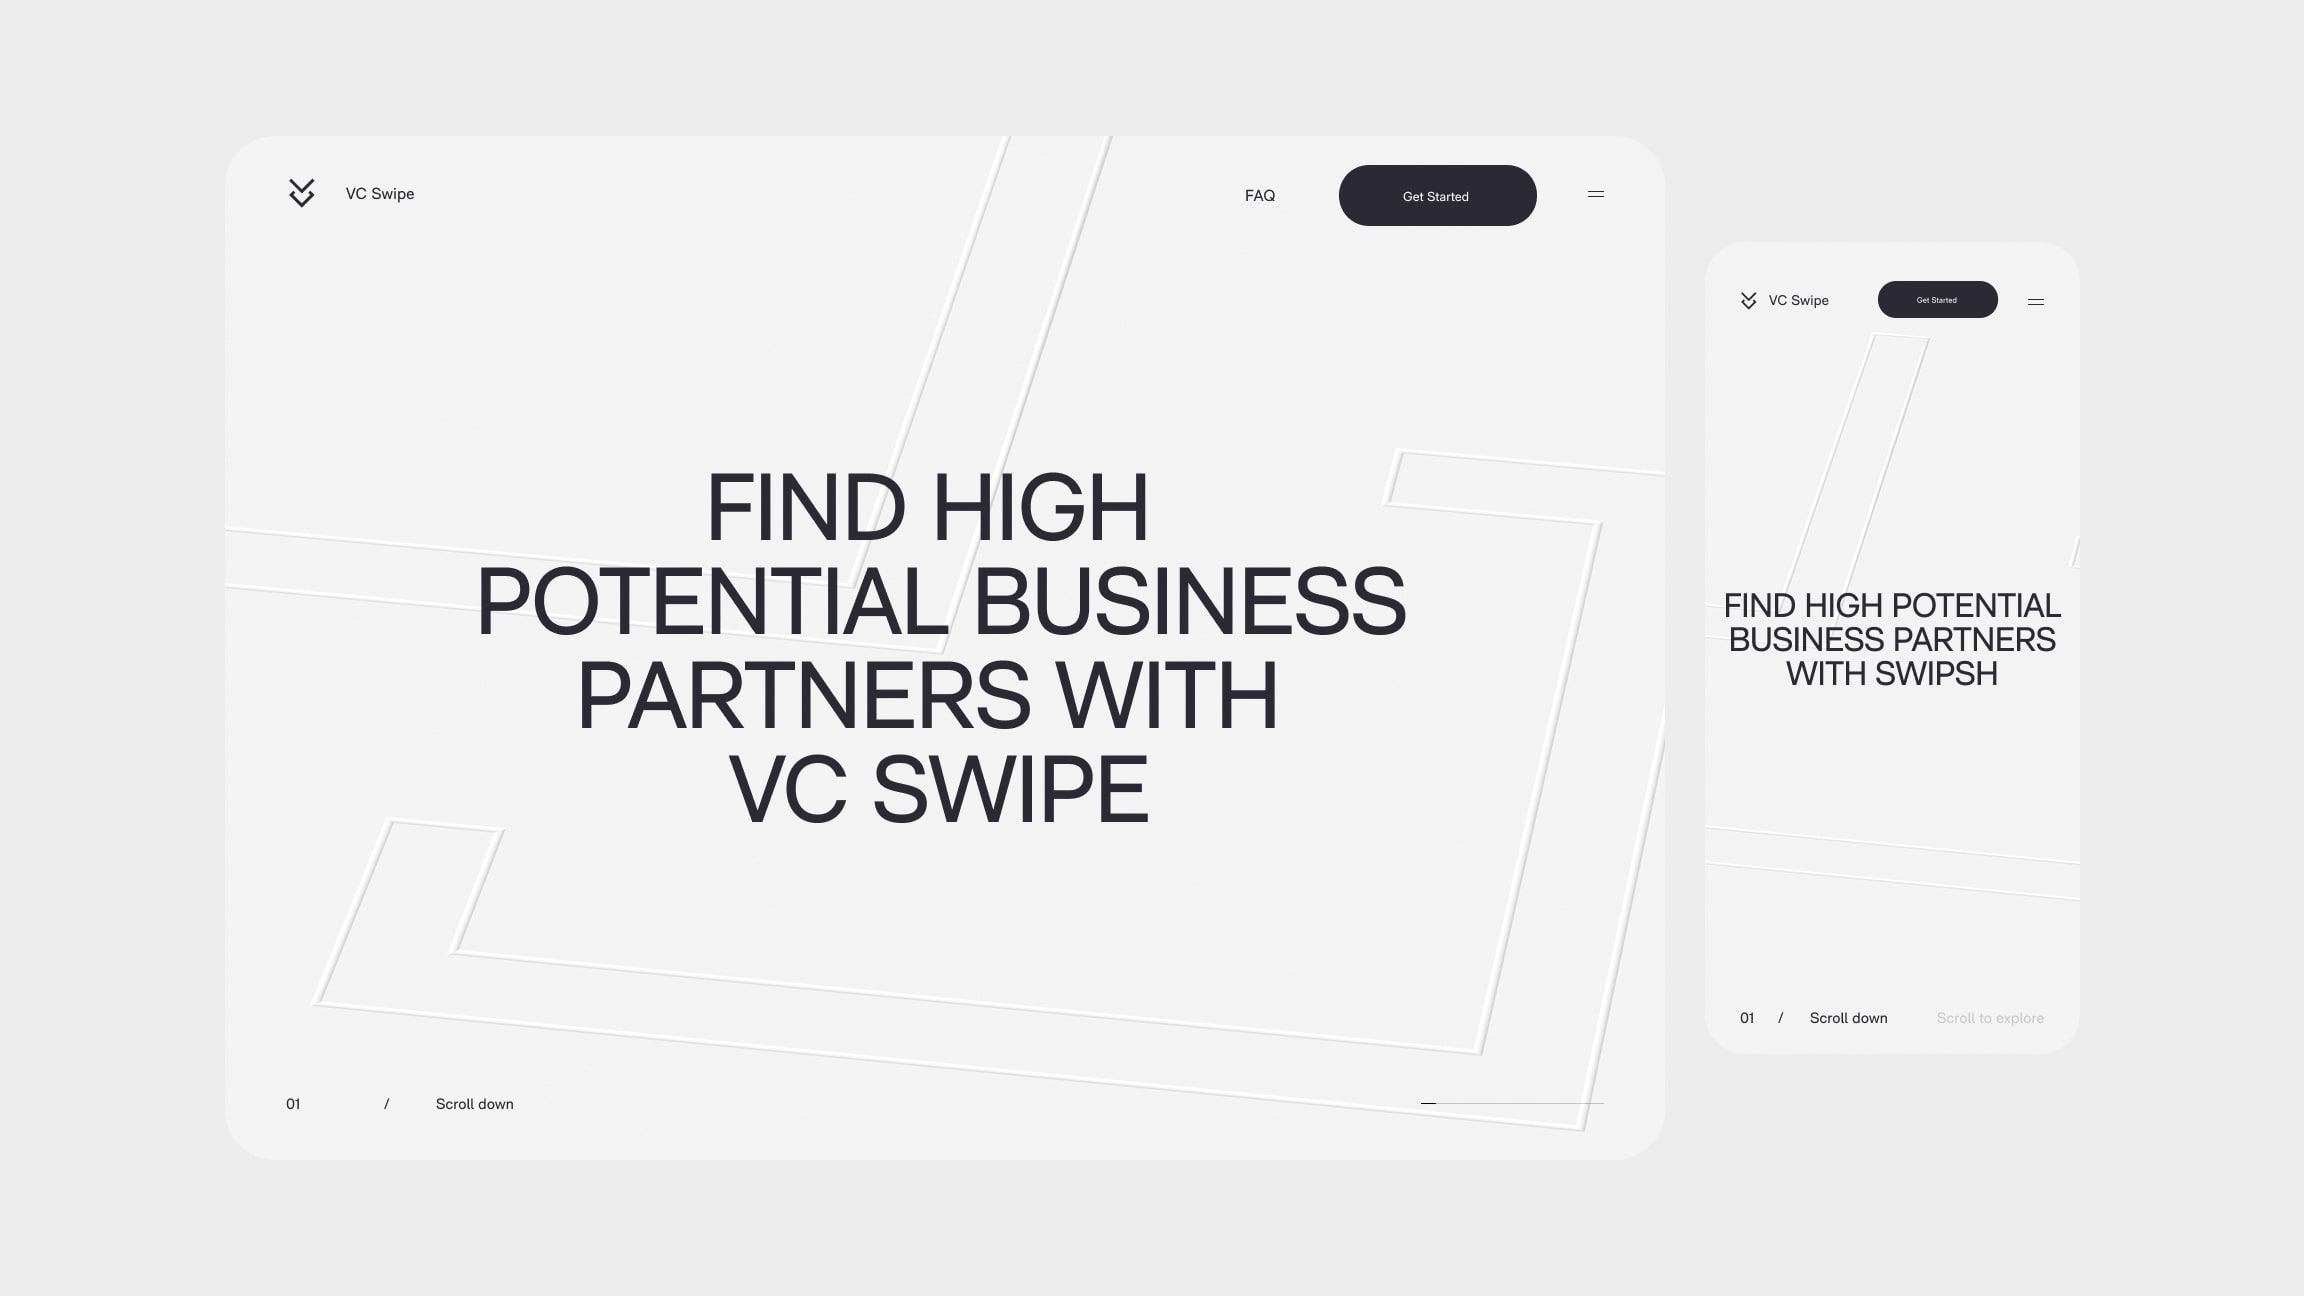 VC Swipe
FAQ
Get Started
FIND HIGH
POTENTIAL BUSINESS
PARTNERS WITH
VC SWIPE
01 / Scroll down
VC Swipe
Get Started
FIND HIGH POTENTIAL
BUSINESS PARTNERS
WITH SWIPSH
01 / Scroll down
Scroll to explore